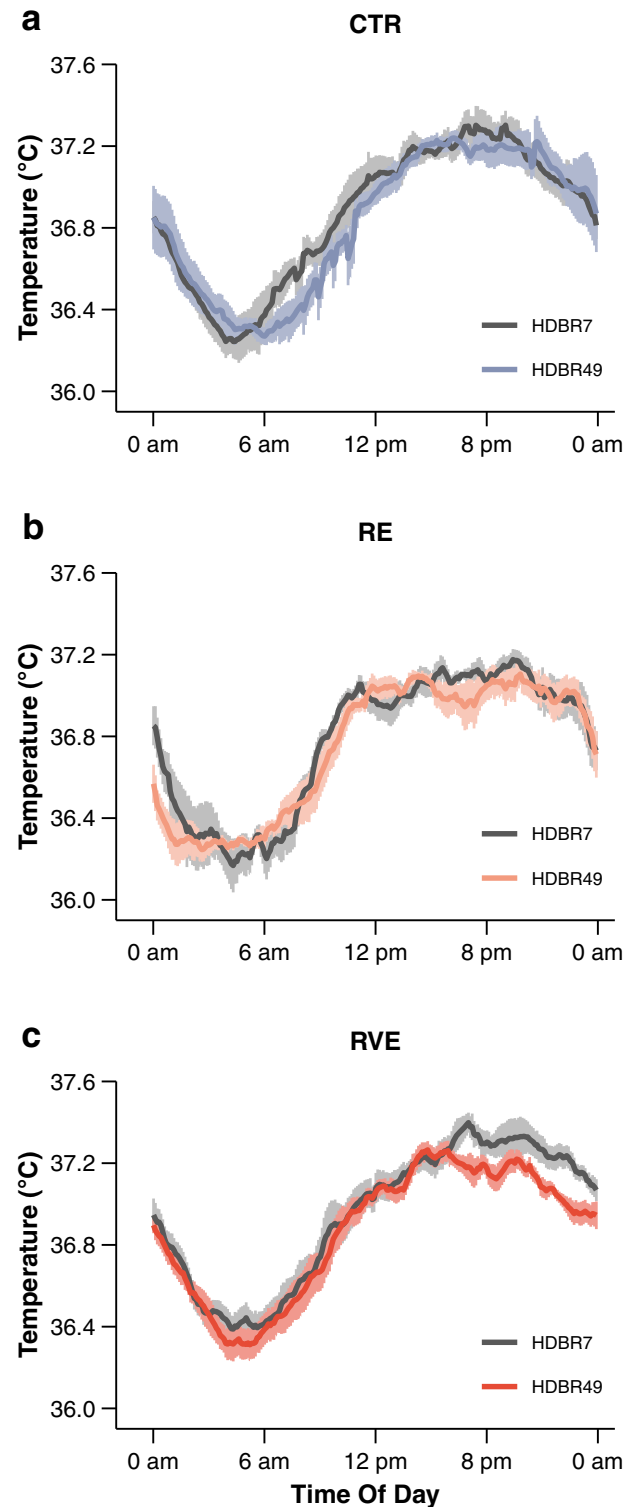 a
CTR
37.6
37.2
36.8
36.4
36.0
Temperature (°C)
HDBR7
HDBR49
0 am 6 am 12 pm 8 pm 0 am
b
RE
37.6
37.2
36.8
36.4
36.0
Temperature (°C)
HDBR7
HDBR49
0 am 6 am 12 pm 8 pm 0 am
c
RVE
37.6
37.2
36.8
36.4
36.0
Temperature (°C)
HDBR7
HDBR49
0 am 6 am 12 pm 8 pm 0 am
Time Of Day